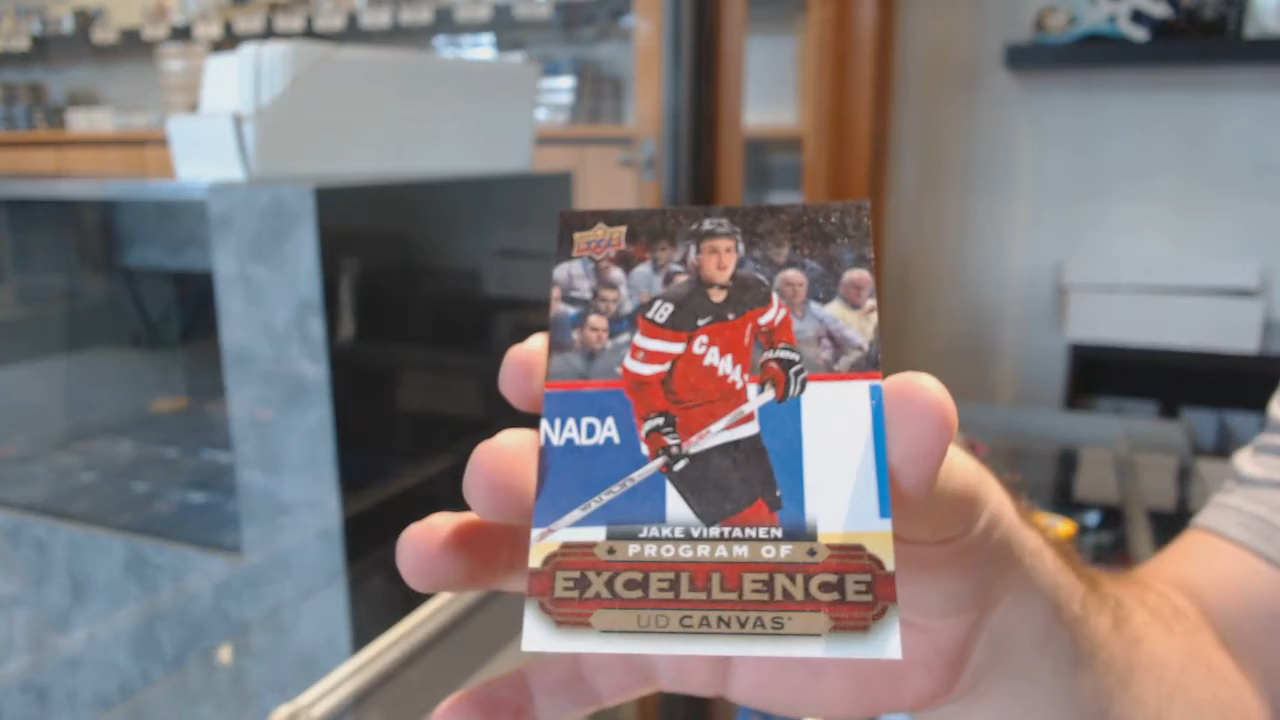 18
CANA
NADA
JAKE VIRTANEN
PROGRAM OF
EXCELLENCE
UD CANVAS